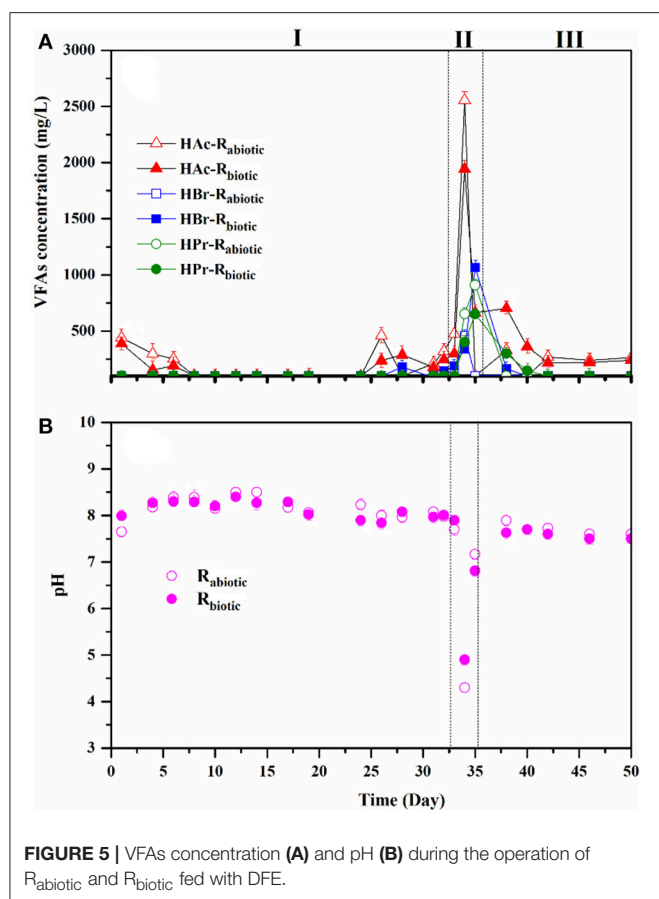 A
I II III
VFAs concentration (mg/L)
3000
2500
2000
1500
1000
500
HAc-Rabiotic
HAc-Rbiotic
HBr-Rabiotic
HBr-Rbiotic
HPr-Rabiotic
HPr-Rbiotic
B
pH
10
9
8
7
6
5
4
3
Rabiotic
Rbiotic
0 5 10 15 20 25 30 35 40 45 50
Time (Day)
FIGURE 5 | VFAs concentration (A) and pH (B) during the operation of
Rabiotic and Rbiotic fed with DFE.